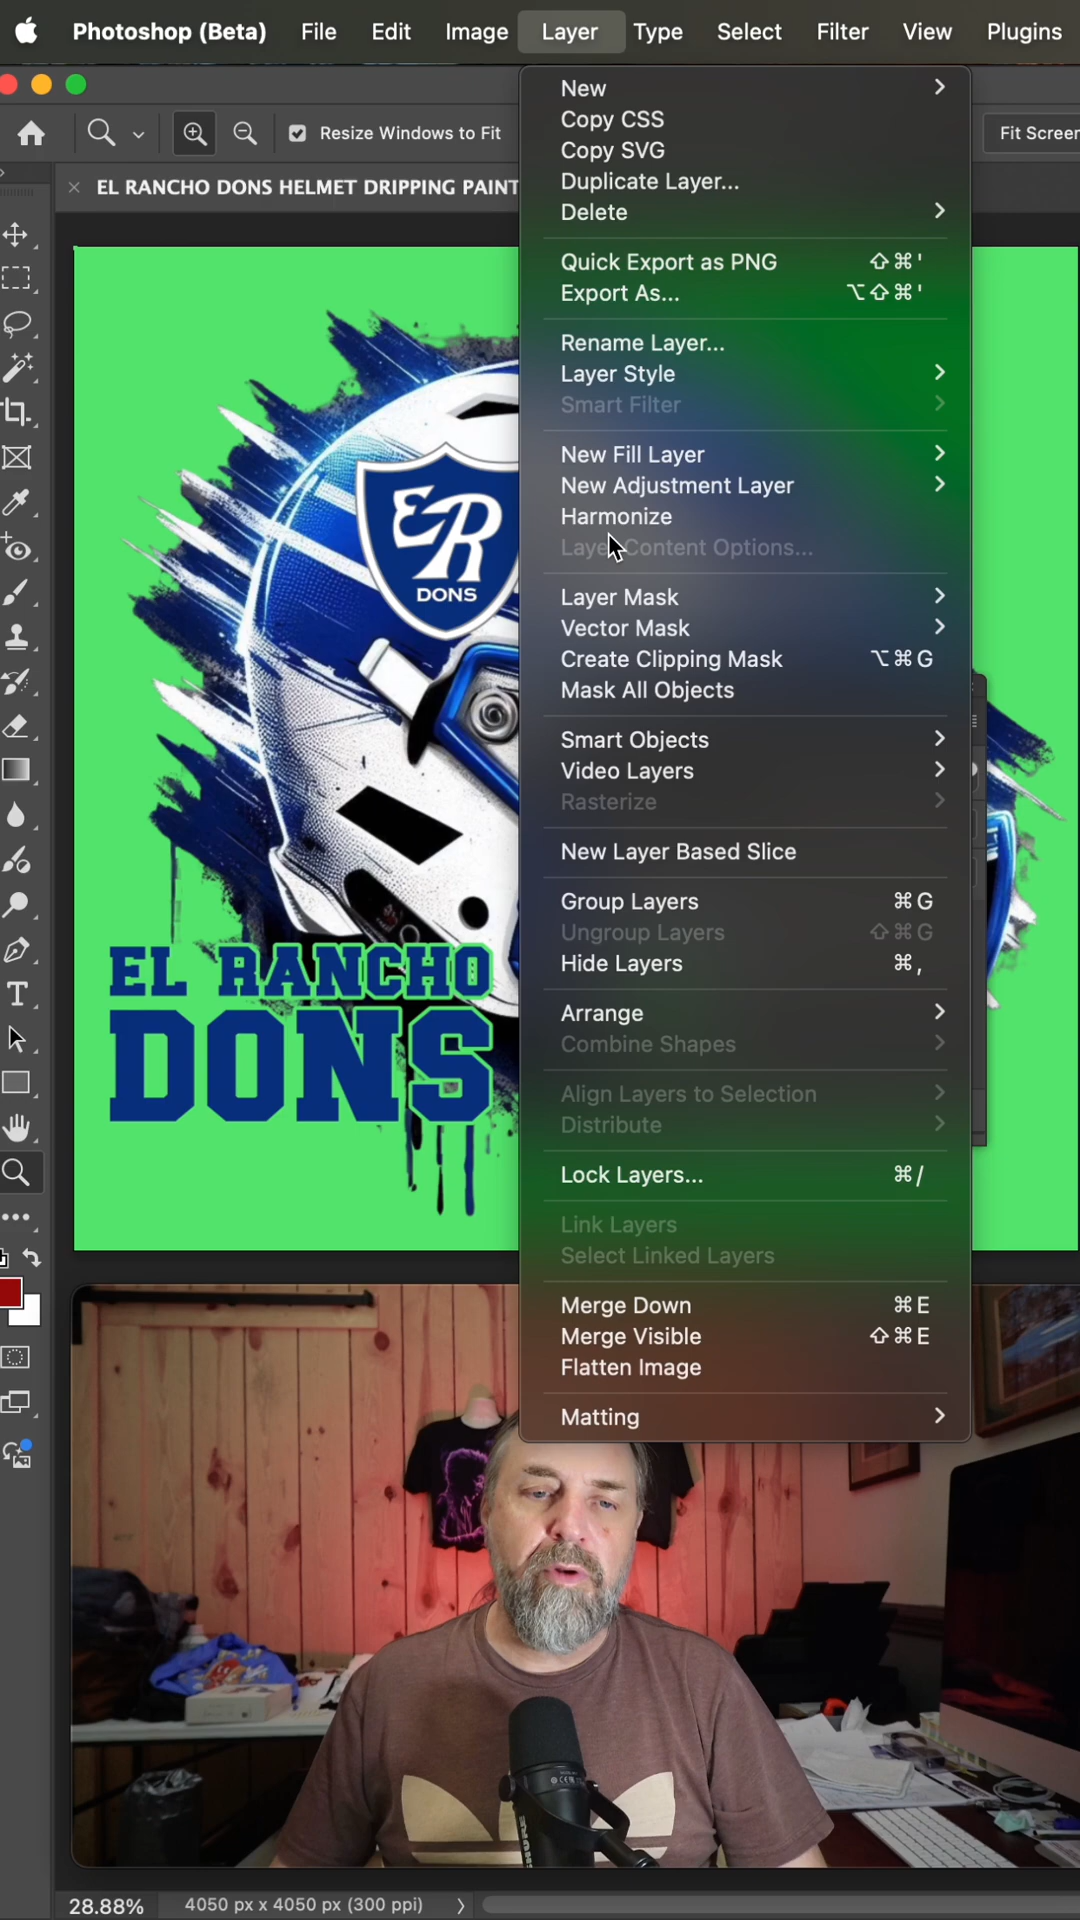 Photoshop (Beta) File Edit Image Layer Type Select Filter View Plugins
Resize Windows to Fit
Fit Screen
EL RANCHO DONS HELMET DRIPPING PAINT
New
Copy CSS
Copy SVG
Duplicate Layer...
Delete
Quick Export as PNG ⇧⌘'
Export As... ⌥⇧⌘'
Rename Layer...
Layer Style
Smart Filter
New Fill Layer
New Adjustment Layer
Harmonize
Layer Content Options...
Layer Mask
Vector Mask
Create Clipping Mask ⌥⌘G
Mask All Objects
Smart Objects
Video Layers
Rasterize
New Layer Based Slice
Group Layers ⌘G
Ungroup Layers ⇧⌘G
Hide Layers ⌘,
Arrange
Combine Shapes
Align Layers to Selection
Distribute
Lock Layers... ⌘/
Link Layers
Select Linked Layers
Merge Down ⌘E
Merge Visible ⇧⌘E
Flatten Image
Matting
ER
DONS
EL RANCHO
DONS
28.88% 4050 px x 4050 px (300 ppi)